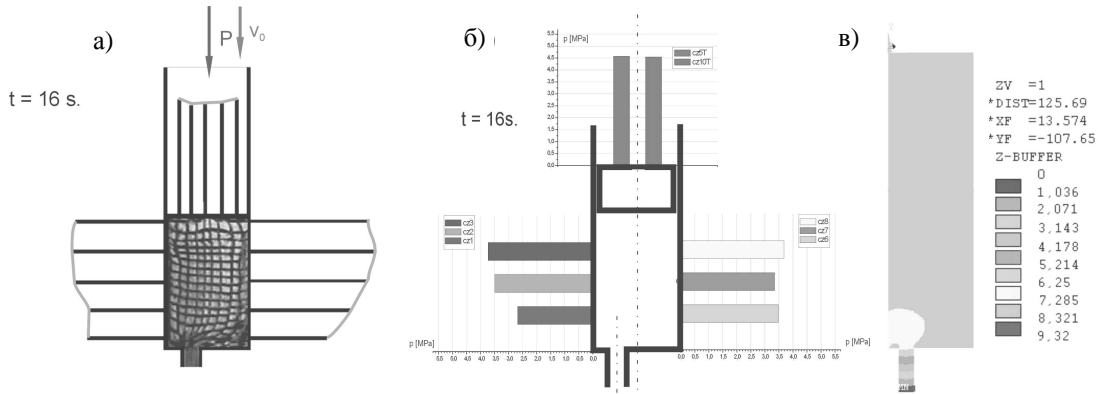 а)
P
v₀
t = 16 s.
б)
p [MPa]
5,5
5,0
4,5
4,0
3,5
3,0
2,5
2,0
1,5
1,0
0,5
0,0
cz5T
cz10T
t = 16s.
cz3
cz2
cz1
cz8
cz7
cz6
p [MPa]
5,5 5,0 4,5 4,0 3,5 3,0 2,5 2,0 1,5 1,0 0,5 0,0
0,0 0,5 1,0 1,5 2,0 2,5 3,0 3,5 4,0 4,5 5,0 5,5
p [MPa]
в)
ZV =1
*DIST=125.69
*XF =13.574
*YF =-107.65
Z-BUFFER
0
1,036
2,071
3,143
4,178
5,214
6,25
7,285
8,321
9,32